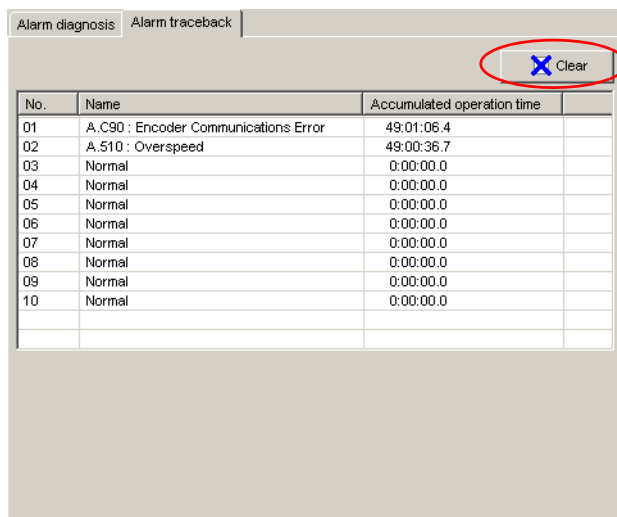 Alarm diagnosis Alarm traceback
Clear
No. Name Accumulated operation time
01 A.C90 : Encoder Communications Error 49:01:06.4
02 A.510 : Overspeed 49:00:36.7
03 Normal 0:00:00.0
04 Normal 0:00:00.0
05 Normal 0:00:00.0
06 Normal 0:00:00.0
07 Normal 0:00:00.0
08 Normal 0:00:00.0
09 Normal 0:00:00.0
10 Normal 0:00:00.0